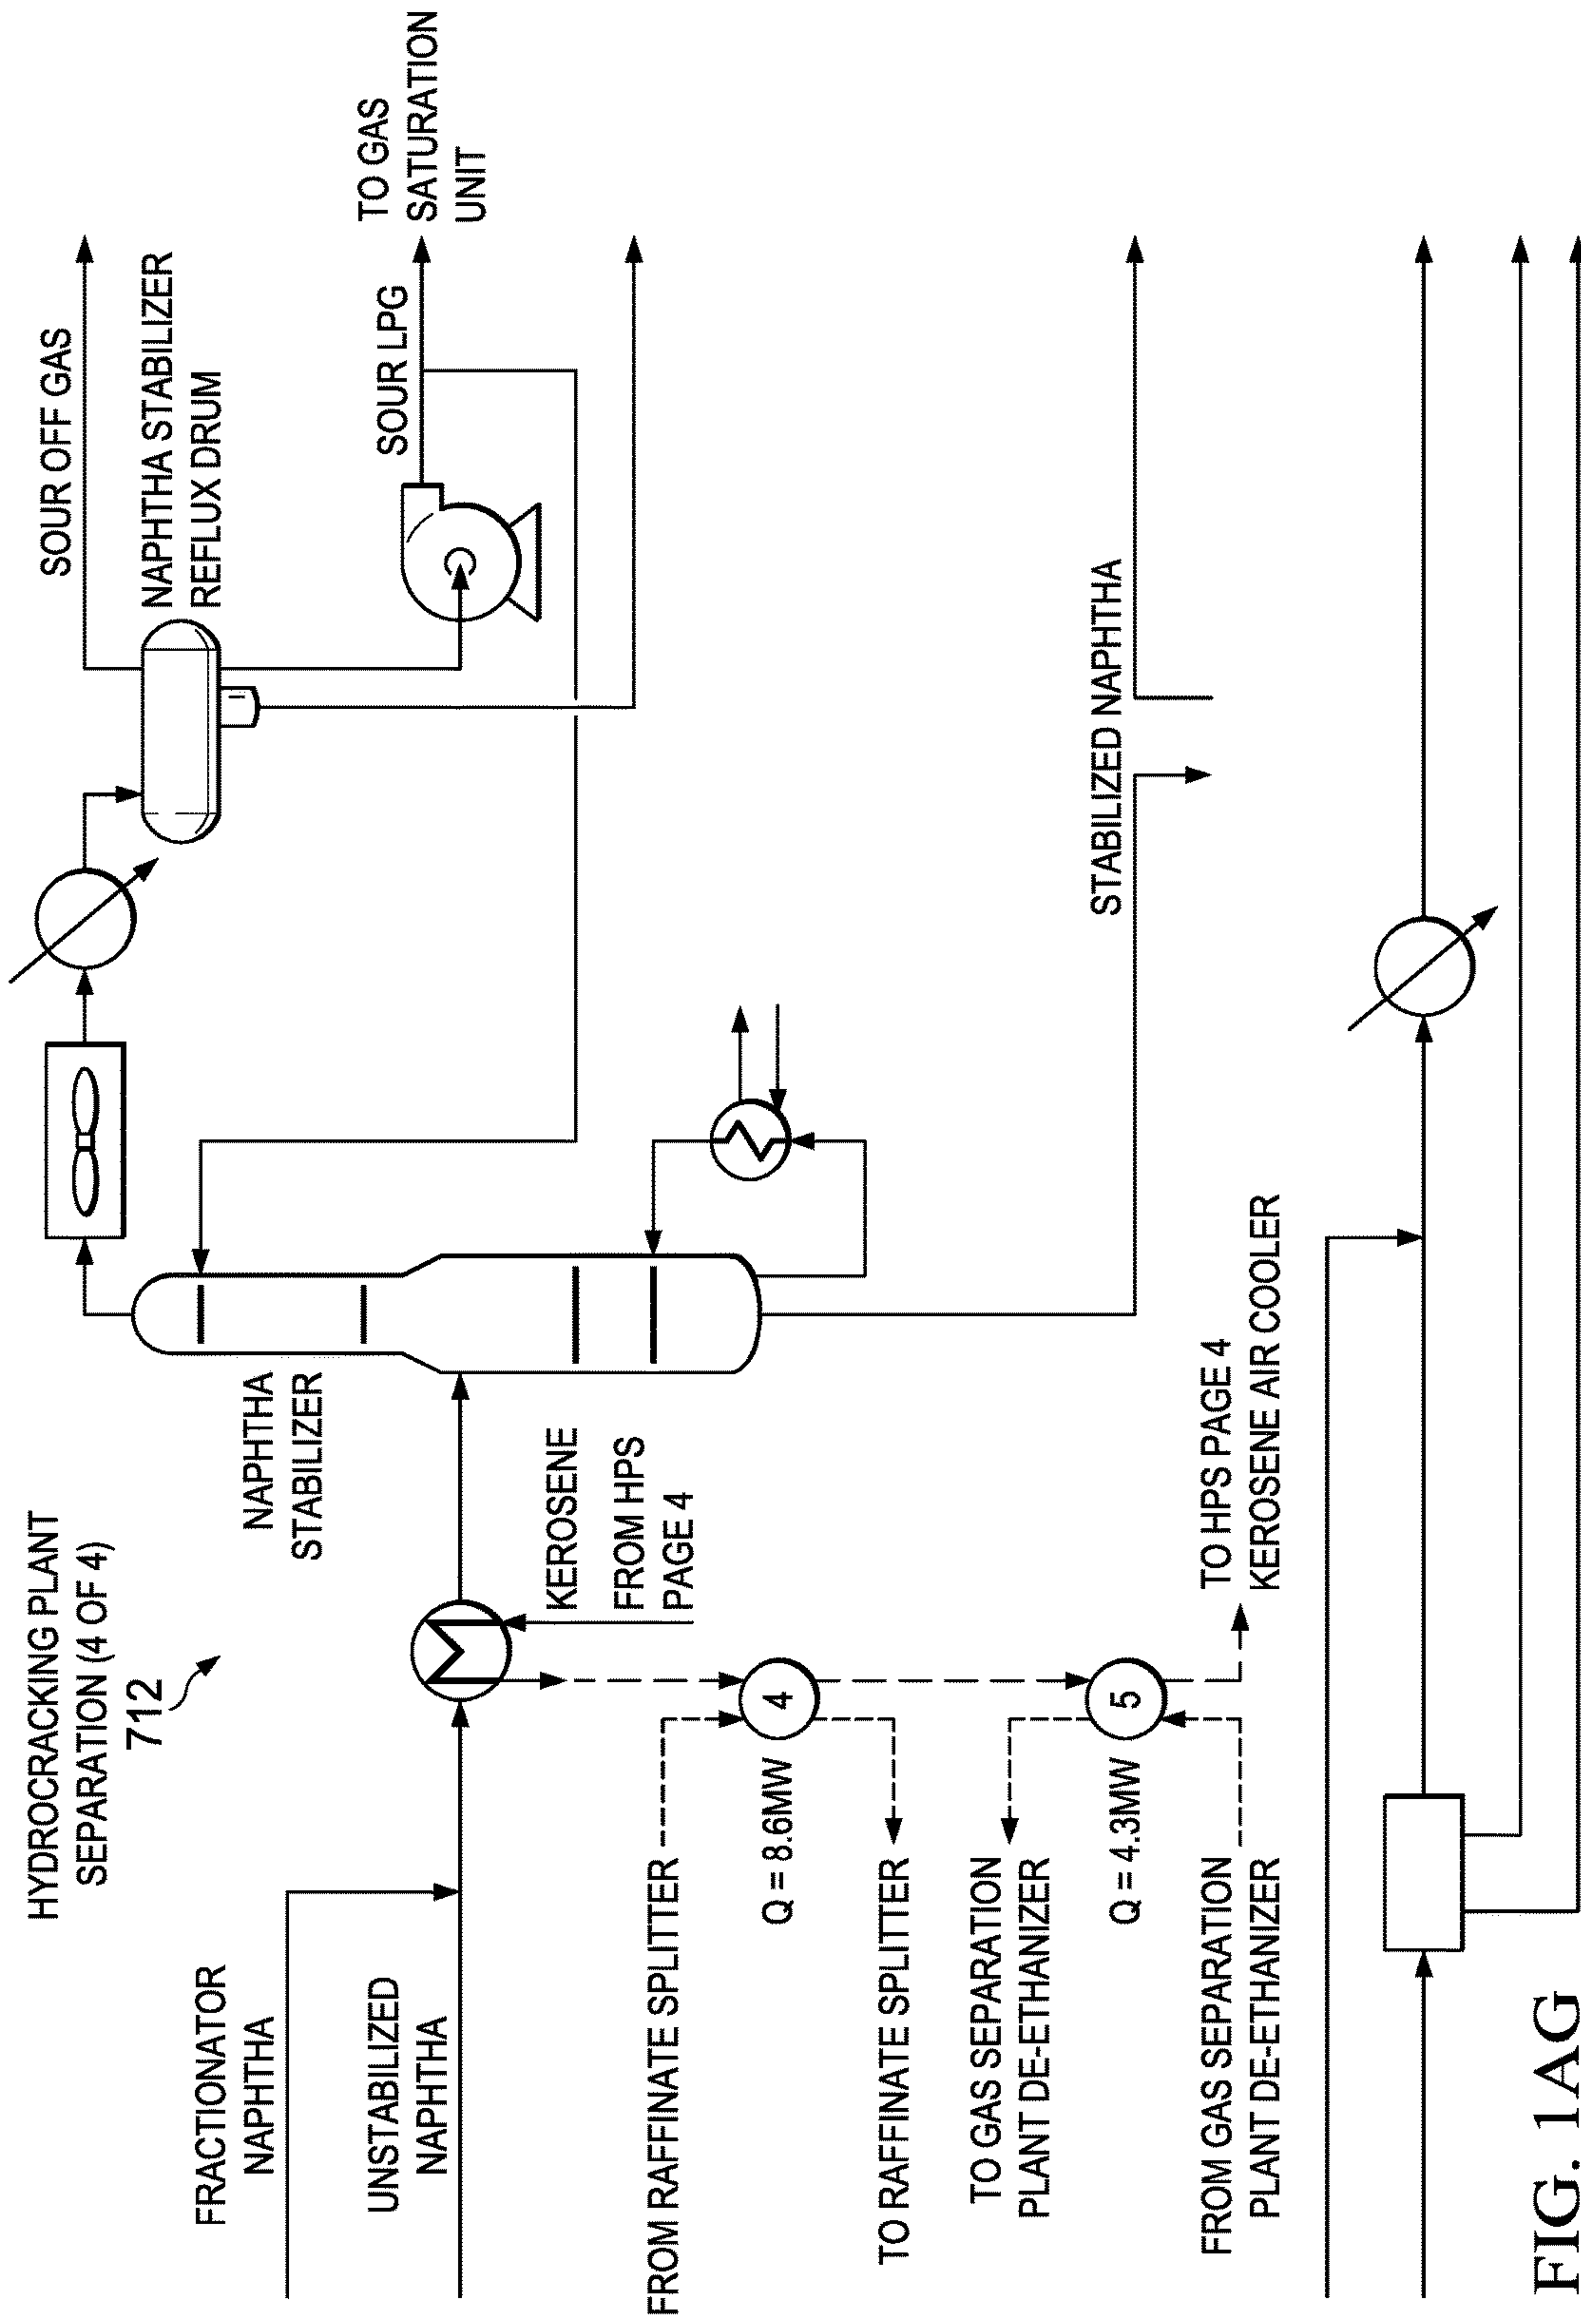 HYDROCRACKING PLANT
SEPARATION (4 OF 4)
712
SOUR OFF GAS
NAPHTHA STABILIZER
REFLUX DRUM
TO GAS
SATURATION
UNIT
SOUR LPG
NAPHTHA
STABILIZER
FRACTIONATOR
NAPHTHA
UNSTABILIZED
NAPHTHA
KEROSENE
FROM HPS
PAGE 4
FROM RAFFINATE SPLITTER
4
Q = 8.6MW
TO RAFFINATE SPLITTER
TO GAS SEPARATION
PLANT DE-ETHANIZER
5
Q = 4.3MW
STABILIZED NAPHTHA
FROM GAS SEPARATION
PLANT DE-ETHANIZER
TO HPS PAGE 4
KEROSENE AIR COOLER
FIG. 1AG